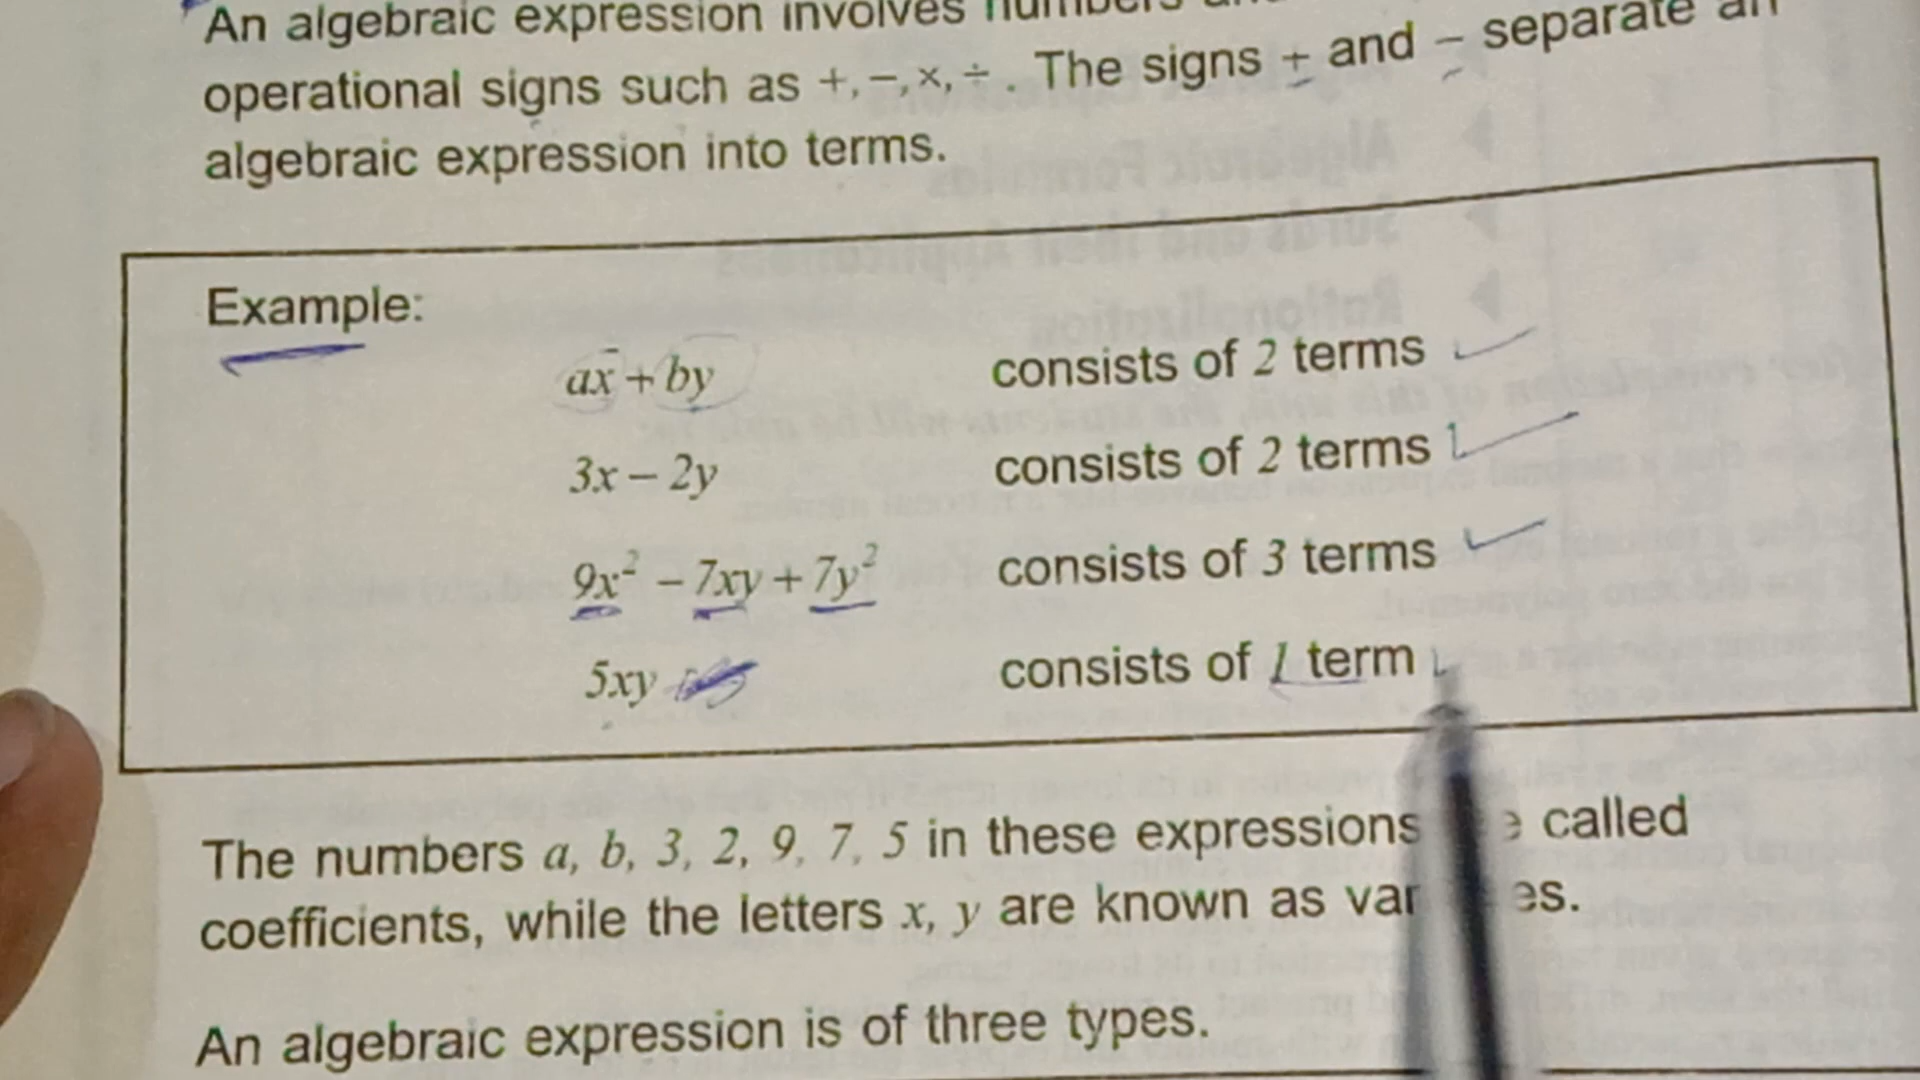 An algebraic expression involves numbers
operational signs such as +, −, ×, ÷ . The signs + and − separate an
algebraic expression into terms.
Example:
ax + by consists of 2 terms
3x − 2y consists of 2 terms
9x² − 7xy + 7y² consists of 3 terms
5xy consists of 1 term
The numbers a, b, 3, 2, 9, 7, 5 in these expressions called
coefficients, while the letters x, y are known as
An algebraic expression is of three types.